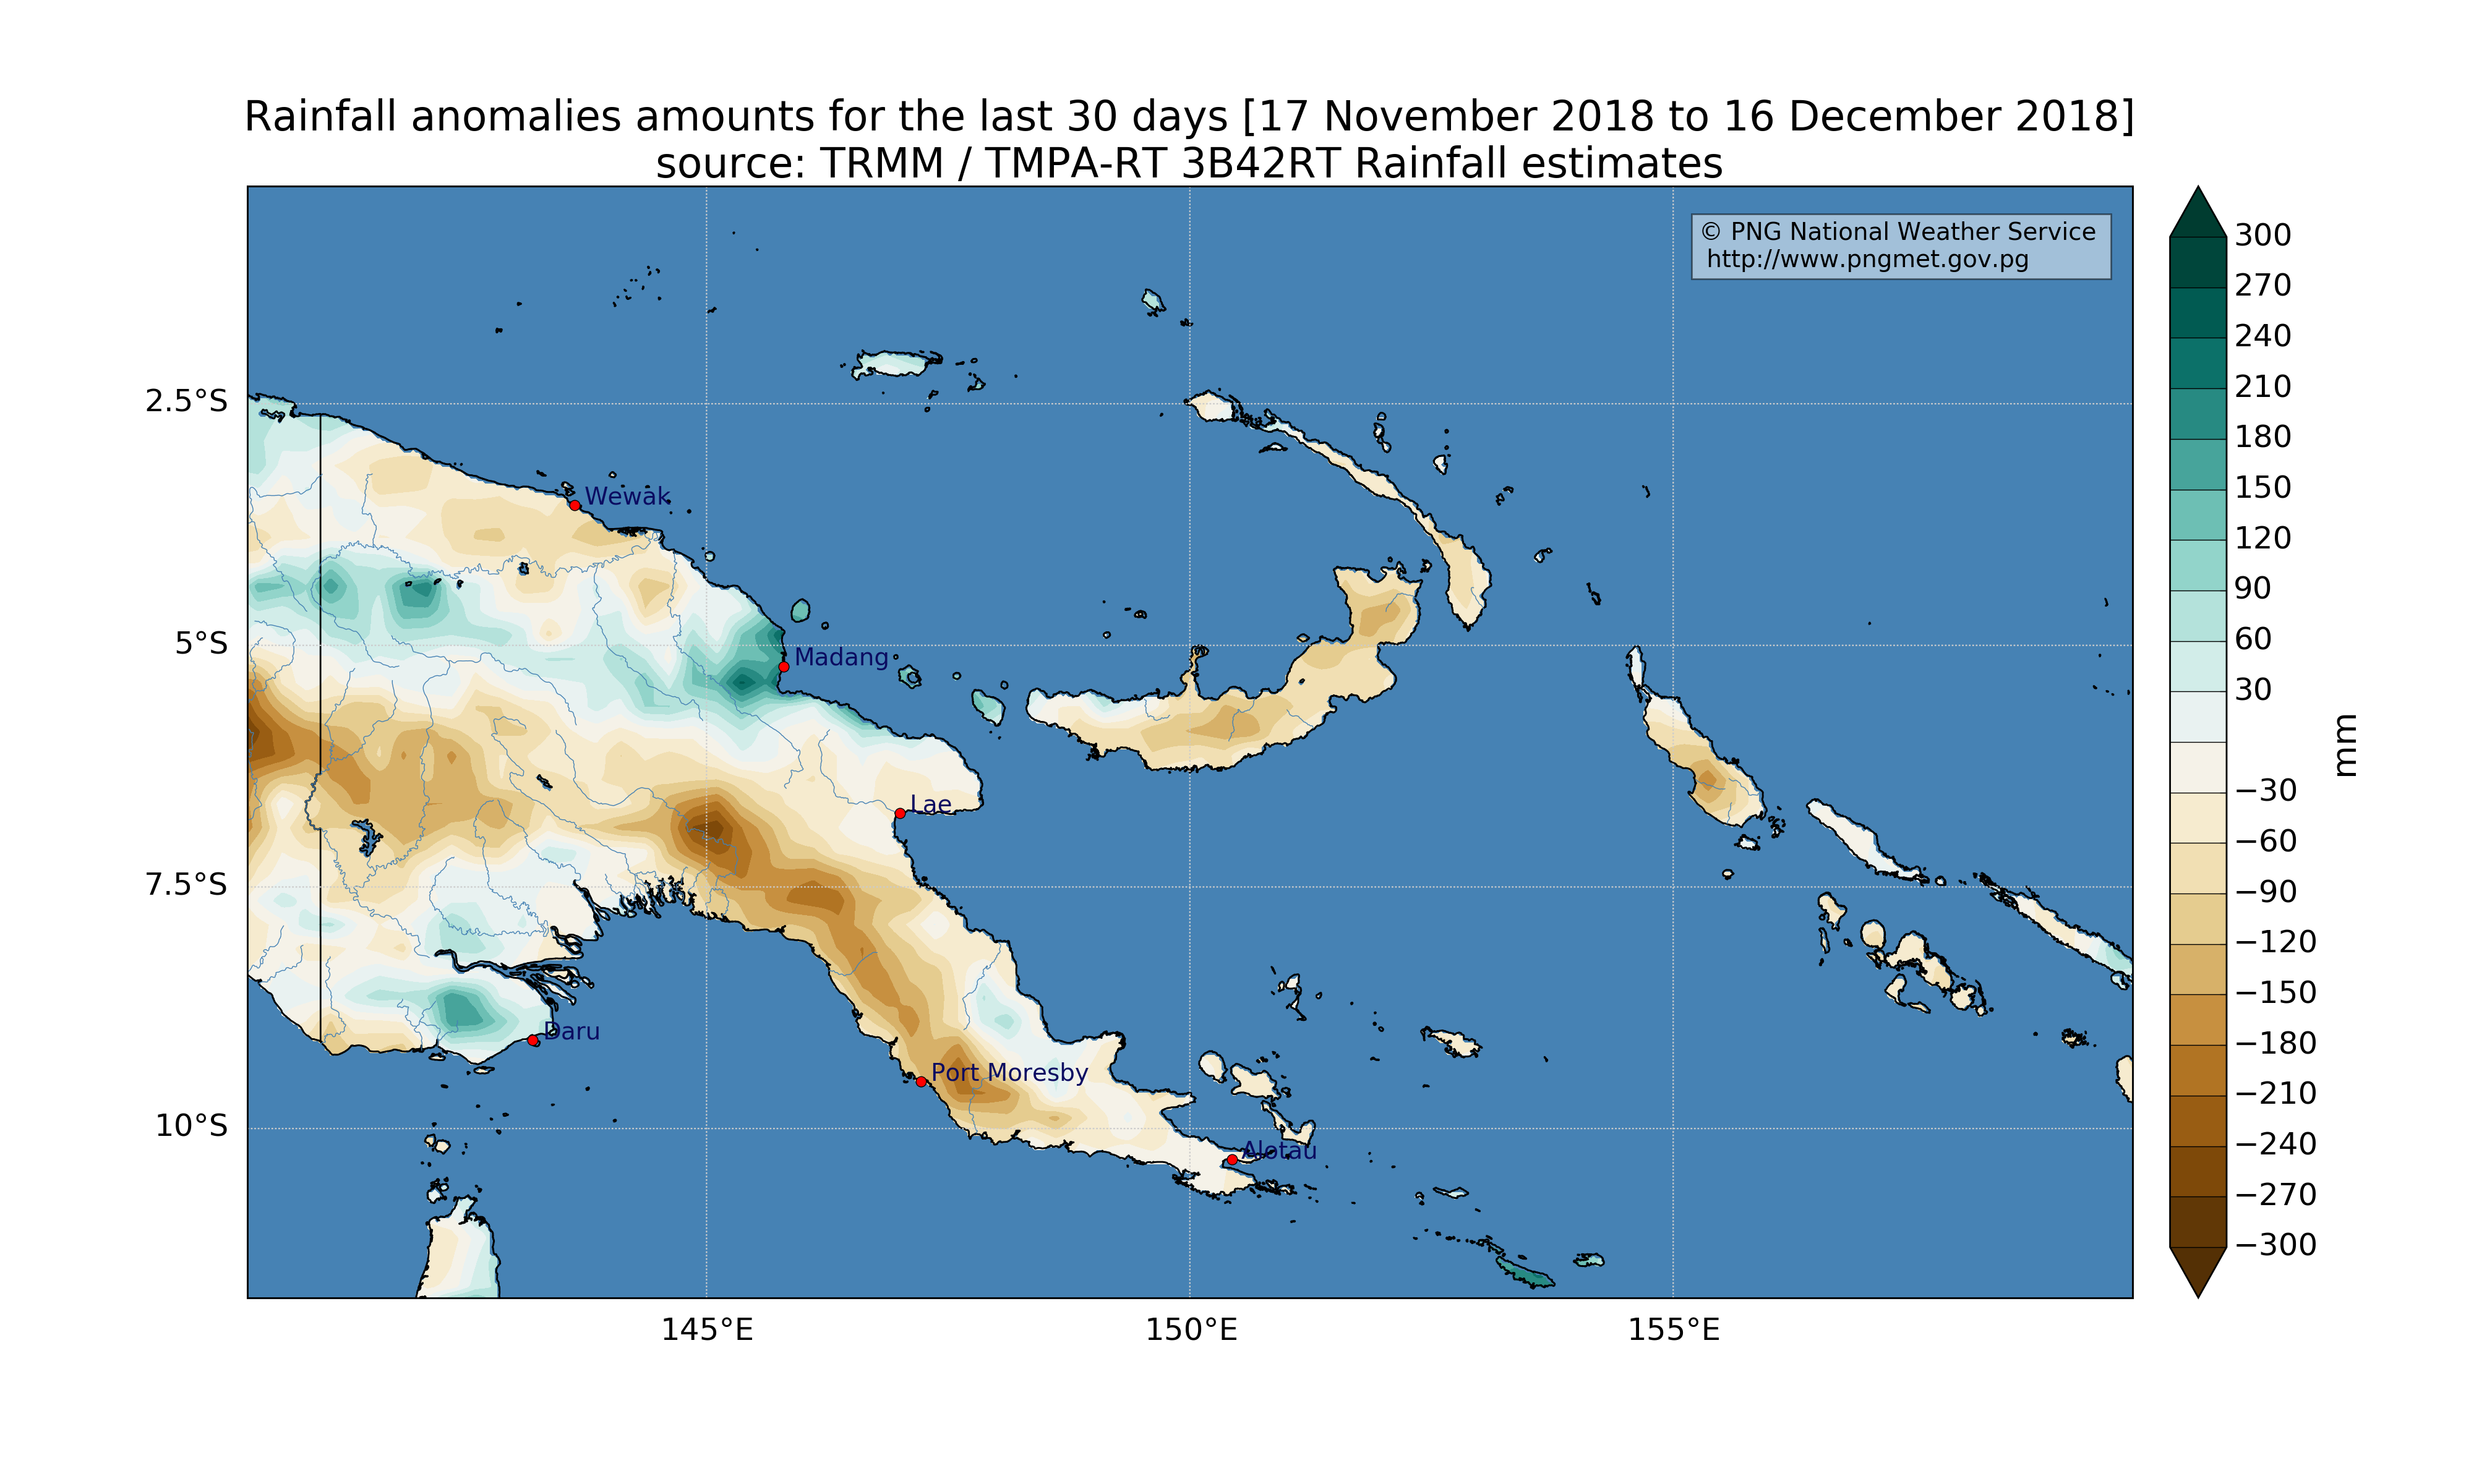 Rainfall anomalies amounts for the last 30 days [17 November 2018 to 16 December 2018]
source: TRMM / TMPA-RT 3B42RT Rainfall estimates
© PNG National Weather Service
http://www.pngmet.gov.pg
2.5°S
5°S
7.5°S
10°S
Wewak
Madang
Lae
Daru
Port Moresby
Alotau
145°E
150°E
155°E
300
270
240
210
180
150
120
90
60
30
−30
−60
−90
−120
−150
−180
−210
−240
−270
−300
mm